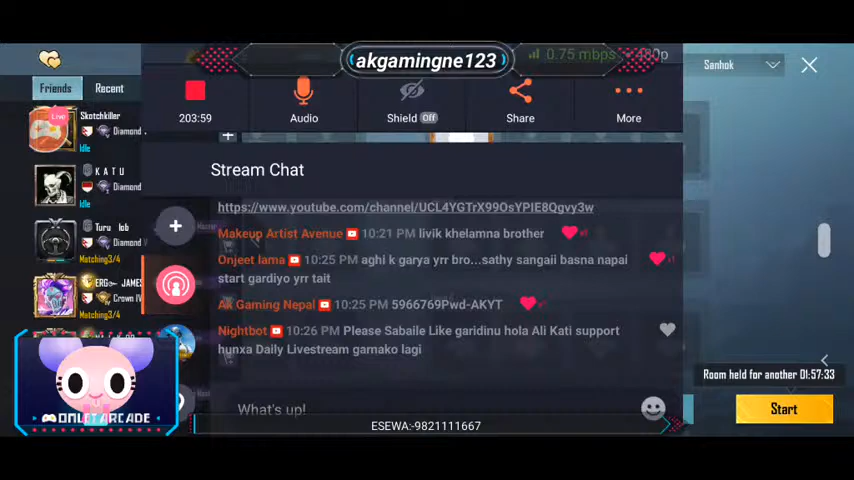 akgamingne123
0.75 mbps
Sanhok
Friends
Recent
203:59
Audio
Shield Off
Share
More
Live
Skotchkiller
Diamond
Idle
Stream Chat
K A T U
Diamond
Idle
https://www.youtube.com/channel/UCL4YGTrX99OsYPIE8Qgvy3w
Makeup Artist Avenue 10:21 PM livik khelamna brother
Turu lob
Diamond
Matching3/4
Onjeet lama 10:25 PM aghi k garya yrr bro...sathy sangaii basna napai
start gardiyo yrr tait
Crown
Matching3/4
Ak Gaming Nepal 10:25 PM 5966769Pwd-AKYT
Nightbot 10:26 PM Please Sabaile Like garidinu hola Ali Kati support
hunxa Daily Livestream garnako lagi
Room held for another 01:57:33
What's up!
Start
OMLET ARCADE
ESEWA:-9821111667